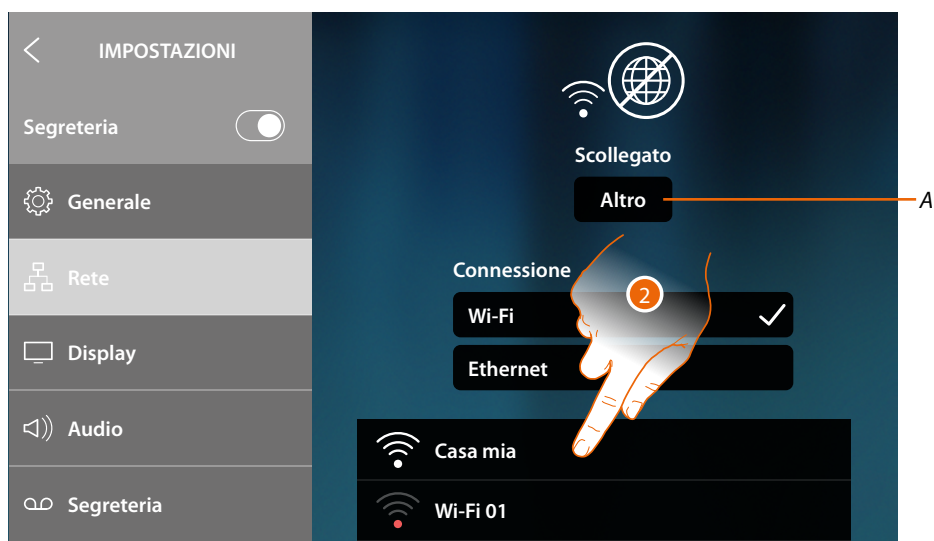 IMPOSTAZIONI
Segreteria
Generale
Rete
Display
Audio
Segreteria
Scollegato
Altro
A
Connessione
2
Wi-Fi
Ethernet
Casa mia
Wi-Fi 01